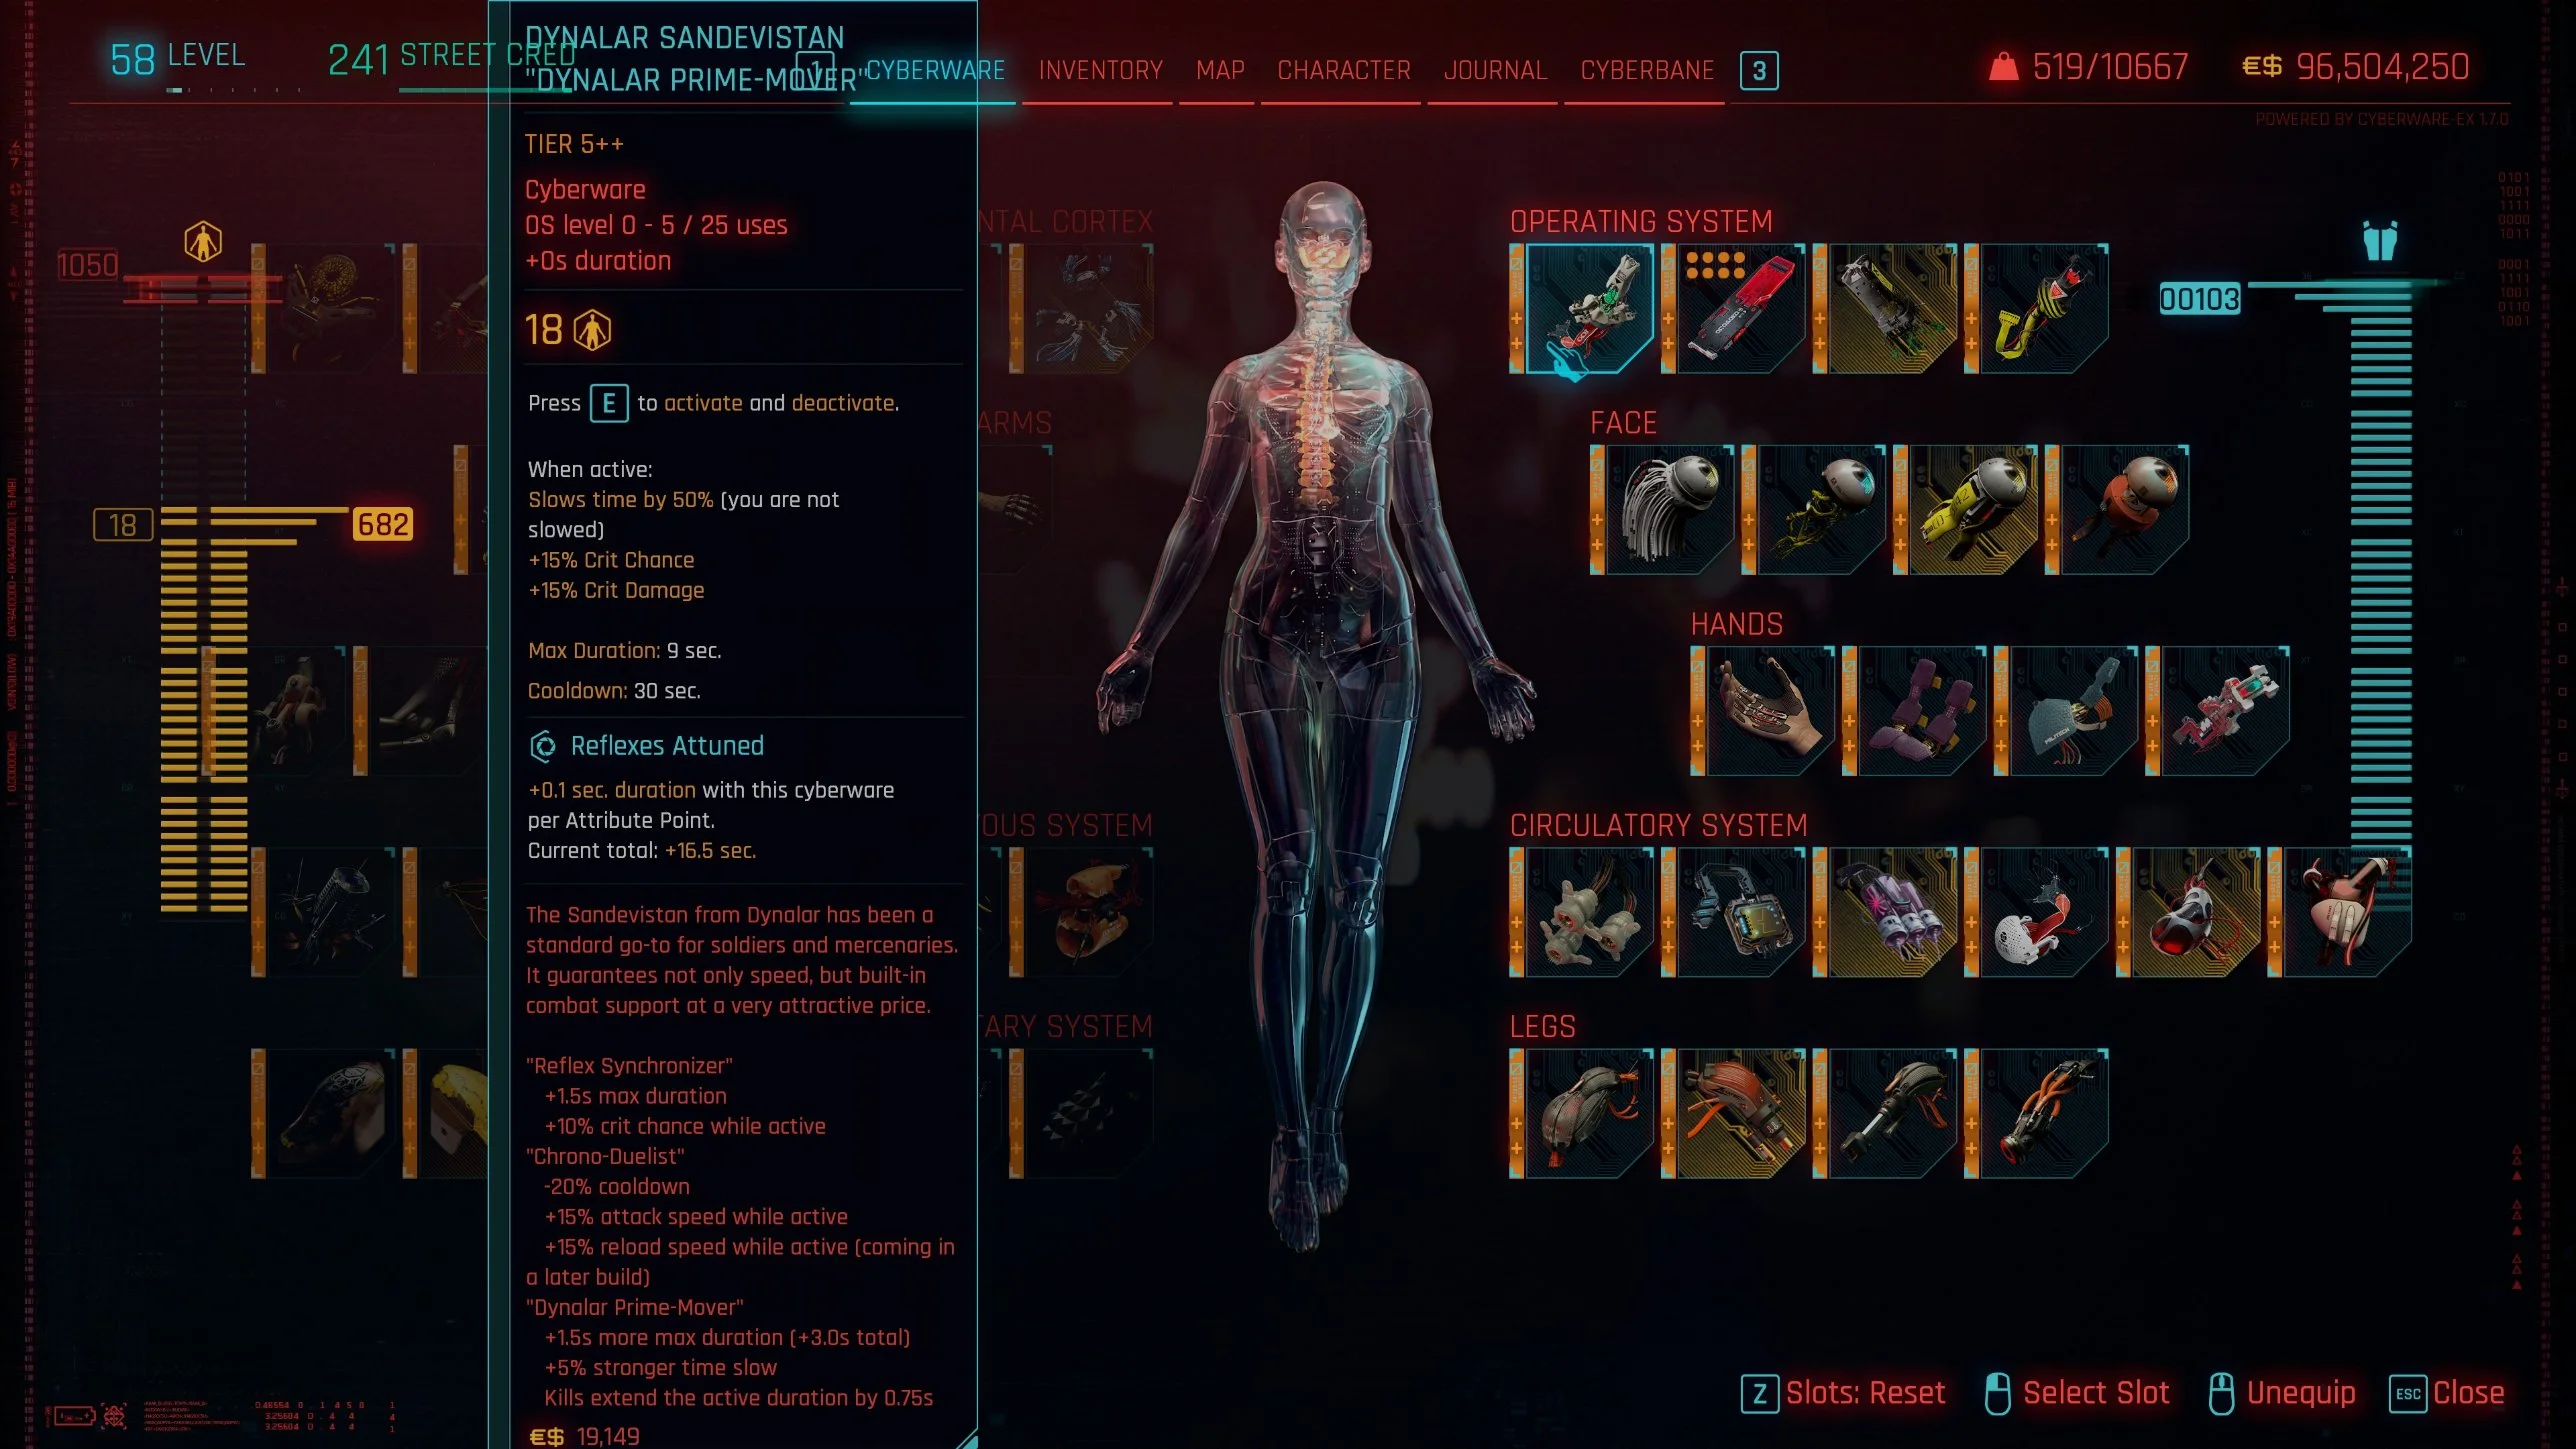 58 LEVEL
241 STREET CRED
1
CYBERWARE
INVENTORY
MAP
CHARACTER
JOURNAL
CYBERBANE
3
519/10667
€$ 96,504,250
POWERED BY CYBERWARE-EX 1.7.0
DYNALAR SANDEVISTAN
"DYNALAR PRIME-MOVER"
TIER 5++
Cyberware
OS level 0 - 5 / 25 uses
+0s duration
18
Press E to activate and deactivate.
When active:
Slows time by 50% (you are not
slowed)
+15% Crit Chance
+15% Crit Damage
Max Duration: 9 sec.
Cooldown: 30 sec.
Reflexes Attuned
+0.1 sec. duration with this cyberware
per Attribute Point.
Current total: +16.5 sec.
The Sandevistan from Dynalar has been a
standard go-to for soldiers and mercenaries.
It guarantees not only speed, but built-in
combat support at a very attractive price.
"Reflex Synchronizer"
+1.5s max duration
+10% crit chance while active
"Chrono-Duelist"
-20% cooldown
+15% attack speed while active
+15% reload speed while active (coming in
a later build)
"Dynalar Prime-Mover"
+1.5s more max duration (+3.0s total)
+5% stronger time slow
Kills extend the active duration by 0.75s
€$ 19,149
1050
18
682
NTAL CORTEX
ARMS
OUS SYSTEM
ARY SYSTEM
OPERATING SYSTEM
FACE
HANDS
CIRCULATORY SYSTEM
LEGS
00103
Z Slots: Reset
Select Slot
Unequip
ESC Close